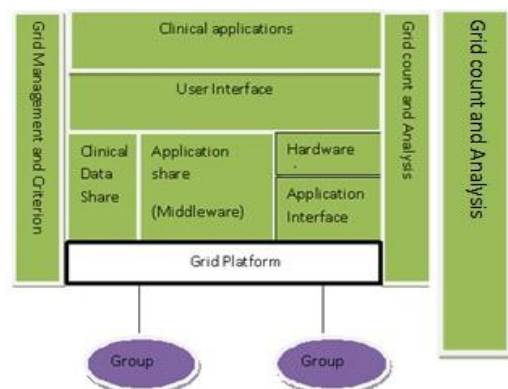 Grid Management and Criterion
Clinical applications
User Interface
Clinical
Data
Share
Application
share
(Middleware)
Hardware
.
Application
Interface
Grid Platform
Grid count and Analysis
Grid count and Analysis
Group
Group